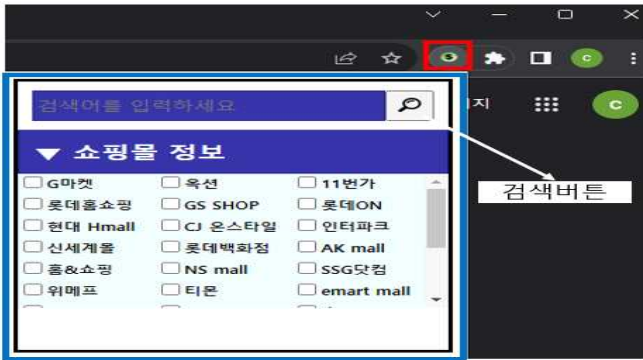 검색어를 입력하세요
지
C
C
▼ 쇼핑몰 정보
G마켓 옥션 11번가
롯데홈쇼핑 GS SHOP 롯데ON
현대 Hmall CJ 온스타일 인터파크
신세계몰 롯데백화점 AK mall
홈&쇼핑 NS mall SSG닷컴
위메프 티몬 emart mall
검색버튼